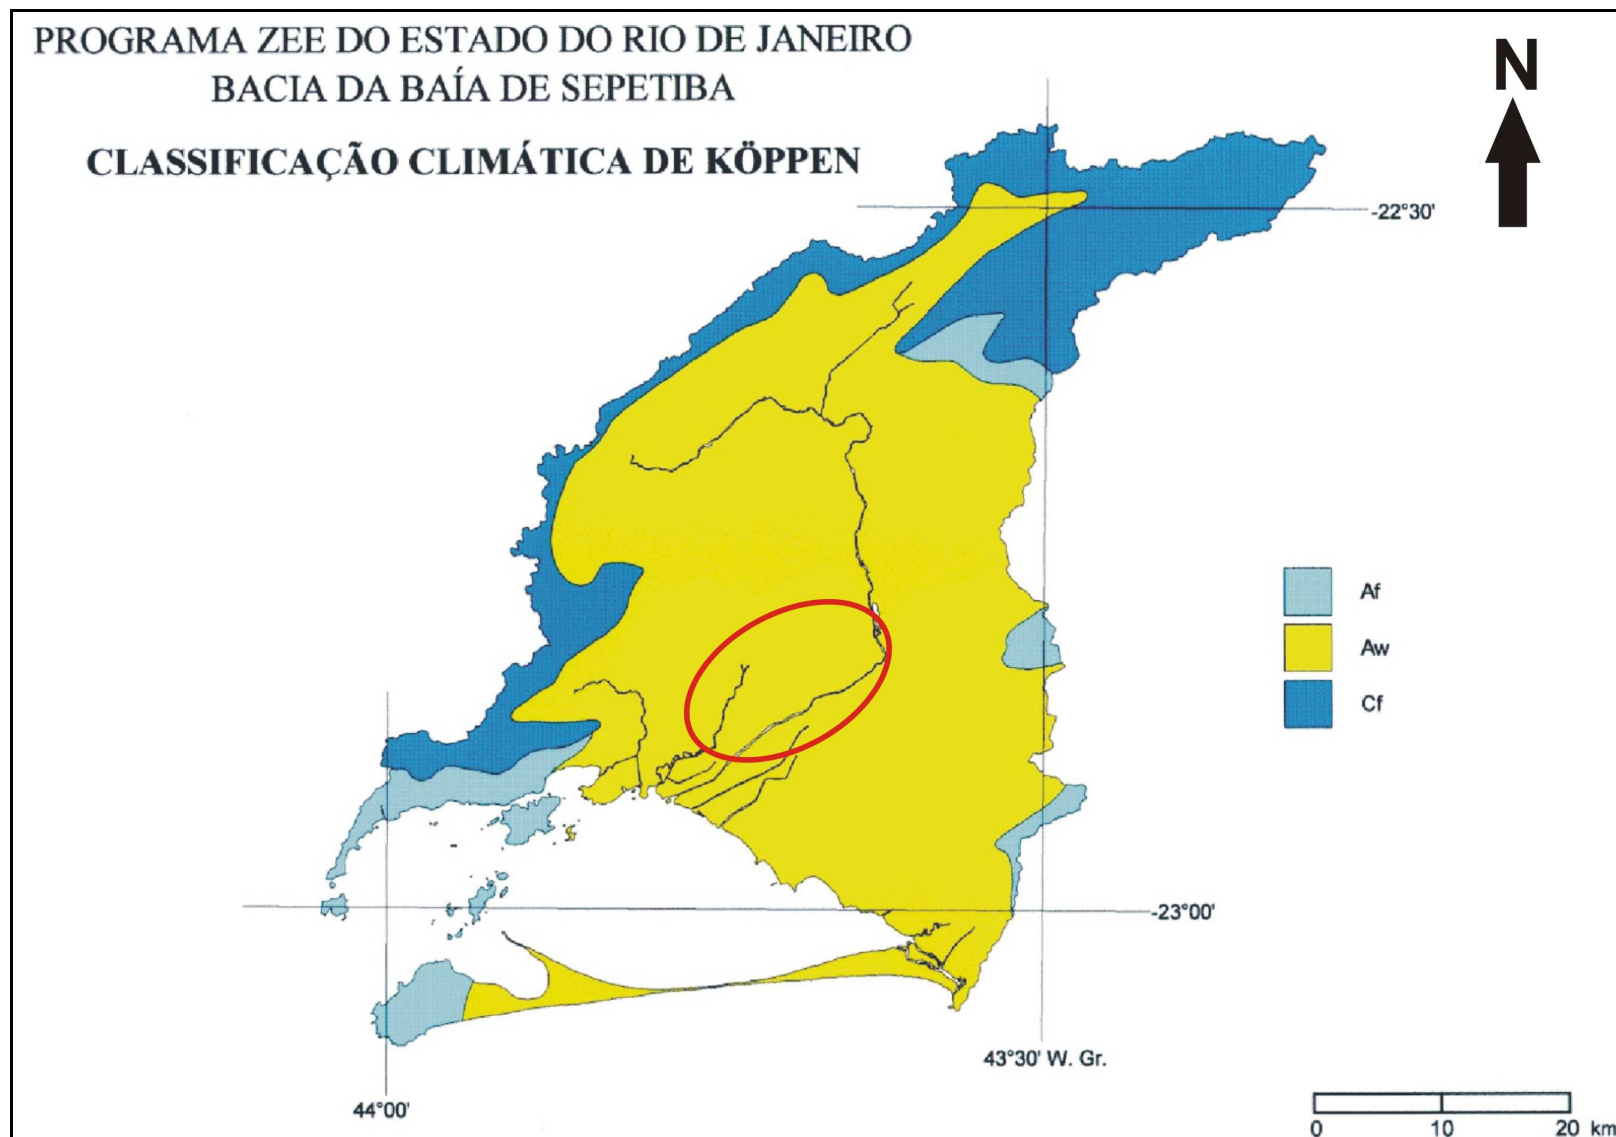 PROGRAMA ZEE DO ESTADO DO RIO DE JANEIRO
BACIA DA BAÍA DE SEPETIBA
CLASSIFICAÇÃO CLIMÁTICA DE KÖPPEN
N
-22°30'
Af
Aw
Cf
-23°00'
43°30' W. Gr.
44°00'
0 10 20 km